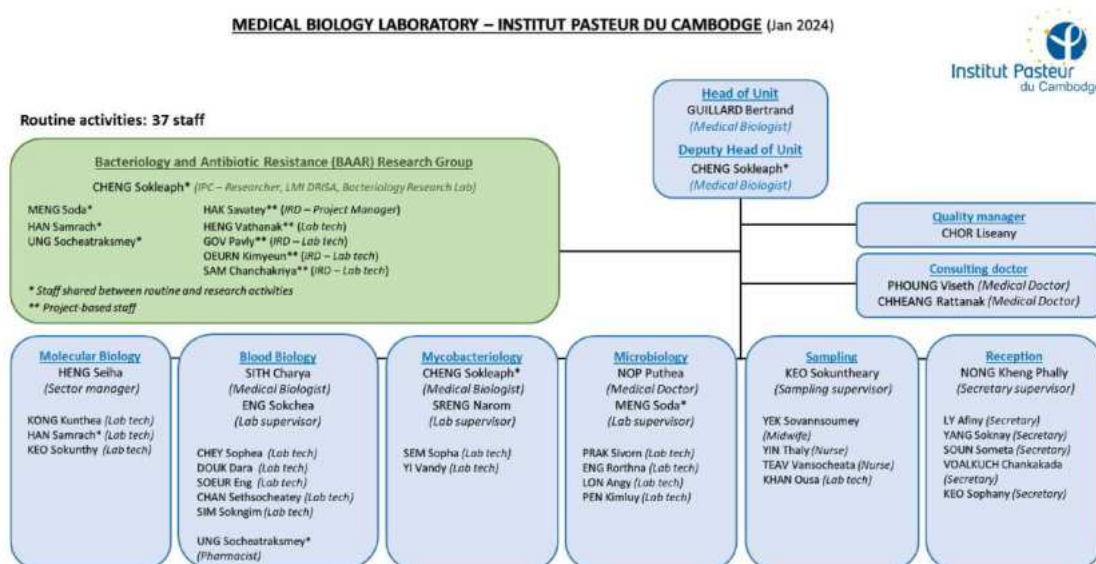 MEDICAL BIOLOGY LABORATORY – INSTITUT PASTEUR DU CAMBODGE (Jan 2024)
Institut Pasteur
du Cambodge
Head of Unit
GUILLARD Bertrand
(Medical Biologist)
Deputy Head of Unit
CHENG Sokleaph*
(Medical Biologist)
Routine activities: 37 staff
Bacteriology and Antibiotic Resistance (BAAR) Research Group
CHENG Sokleaph* (IPC – Researcher, LMI DRISA, Bacteriology Research Lab)
MENG Soda*
HAN Samrach*
UNG Socheatraksmey*
HAK Savatey** (IRD – Project Manager)
HENG Vathanak** (Lab tech)
GOV Pavly** (IRD – Lab tech)
OEURN Kimyeun** (IRD – Lab tech)
SAM Chanchakriya** (IRD – Lab tech)
* Staff shared between routine and research activities
** Project-based staff
Quality manager
CHOR Liseany
Consulting doctor
PHOUNG Viseth (Medical Doctor)
CHHEANG Rattanak (Medical Doctor)
Molecular Biology
HENG Seiha
(Sector manager)
KONG Kunthea (Lab tech)
HAN Samrach* (Lab tech)
KEO Sokunthy (Lab tech)
Blood Biology
SITH Charya
(Medical Biologist)
ENG Sokchea
(Lab supervisor)
CHEY Sophea (Lab tech)
DOUK Dara (Lab tech)
SOEUR Eng (Lab tech)
CHAN Sethsocheatey (Lab tech)
SIM Sokngim (Lab tech)
UNG Socheatraksmey*
(Pharmacist)
Mycobacteriology
CHENG Sokleaph*
(Medical Biologist)
SRENG Narom
(Lab supervisor)
SEM Sopha (Lab tech)
YI Vandy (Lab tech)
Microbiology
NOP Puthea
(Medical Doctor)
MENG Soda*
(Lab supervisor)
PRAK Sivorn (Lab tech)
ENG Rorthna (Lab tech)
LON Angy (Lab tech)
PEN Kimluy (Lab tech)
Sampling
KEO Sokuntheary
(Sampling supervisor)
YEK Sovannsoumey
(Midwife)
YIN Thaly (Nurse)
TEAV Vansocheata (Nurse)
KHAN Ousa (Lab tech)
Reception
NONG Kheng Phally
(Secretary supervisor)
LY Afiny (Secretary)
YANG Soknay (Secretary)
SOUN Someta (Secretary)
VOALKUCH Chankakada
(Secretary)
KEO Sophany (Secretary)